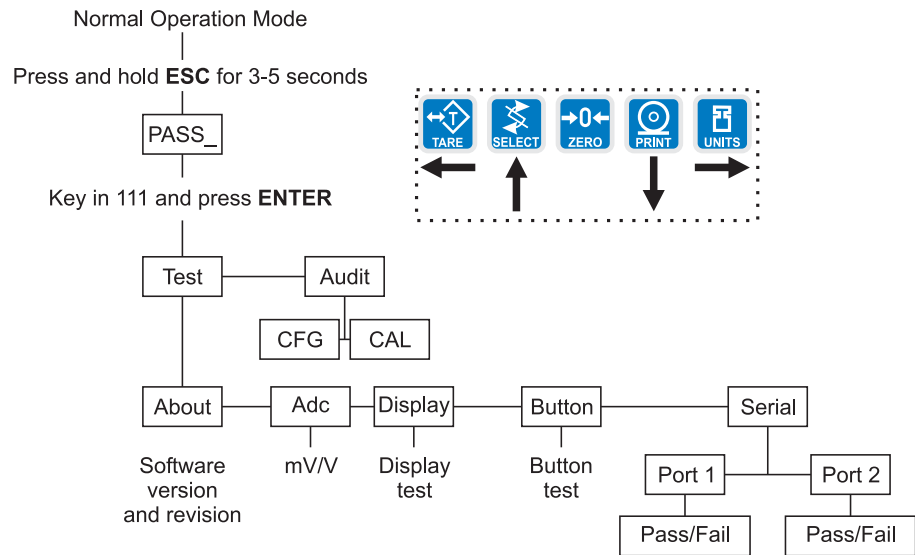 Normal Operation Mode
Press and hold ESC for 3-5 seconds
PASS_
Key in 111 and press ENTER
T
TARE
SELECT
0
ZERO
PRINT
UNITS
Test
Audit
CFG
CAL
About
Adc
Display
Button
Serial
Software
version
and revision
mV/V
Display
test
Button
test
Port 1
Port 2
Pass/Fail
Pass/Fail